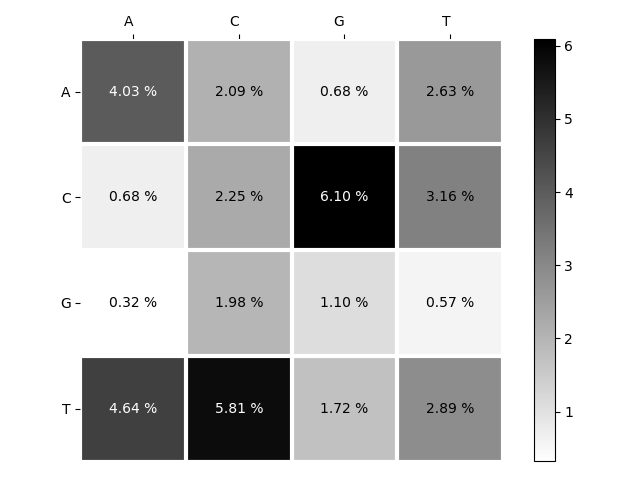 A C G T
A 4.03 % 2.09 % 0.68 % 2.63 %
C 0.68 % 2.25 % 6.10 % 3.16 %
G 0.32 % 1.98 % 1.10 % 0.57 %
T 4.64 % 5.81 % 1.72 % 2.89 %
6
5
4
3
2
1